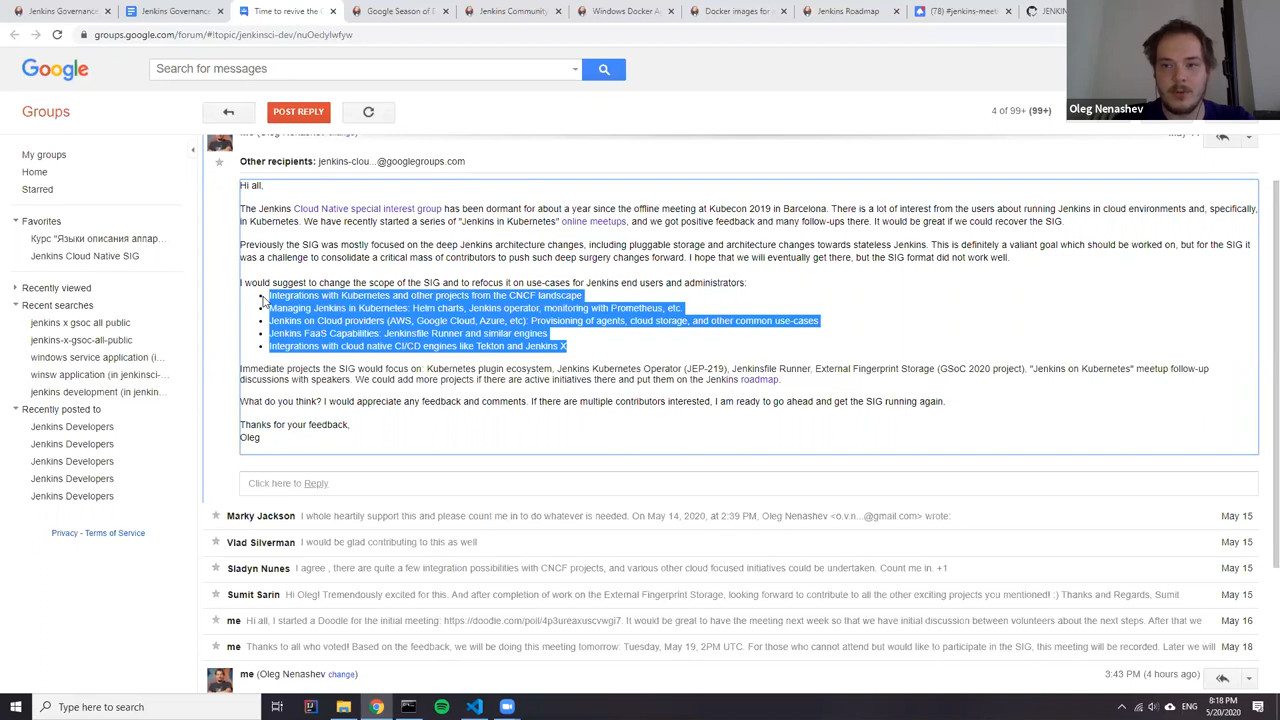 Jenkins Governance
Jenkins Governance
Time to revive the C
Google Season of D
Jenkins Community
Windows Docker A
Docker images for
Jenkins Roadmap
(78) #jenkins-meet
JENKIN
groups.google.com/forum/#!topic/jenkinsci-dev/nuOedyIwfyw
Oleg Nenashev
Google
Search for messages
Groups
POST REPLY
4 of 99+ (99+)
My groups
Home
Starred
Favorites
Курс "Языки описания аппар...
Jenkins Cloud Native SIG
Recently viewed
Recent searches
jenkins x gsoc all public
jenkins-x-gsoc-all-public
windows service application (i...
winsw application (in jenkinsci-...
jenkins development (in jenkin...
Recently posted to
Jenkins Developers
Jenkins Developers
Jenkins Developers
Jenkins Developers
Jenkins Developers
Privacy - Terms of Service
me (Oleg Nenashev change)
Other recipients: jenkins-clou...@googlegroups.com
Hi all,
The Jenkins Cloud Native special interest group has been dormant for about a year since the offline meeting at Kubecon 2019 in Barcelona. There is a lot of interest from the users about running Jenkins in cloud environments and, specifically,
in Kubernetes. We have recently started a series of "Jenkins in Kubernetes" online meetups, and we got positive feedback and many follow-ups there. It would be great if we could recover the SIG.
Previously the SIG was mostly focused on the deep Jenkins architecture changes, including pluggable storage and architecture changes towards stateless Jenkins. This is definitely a valiant goal which should be worked on, but for the SIG it
was a challenge to consolidate a critical mass of contributors to push such deep surgery changes forward. I hope that we will eventually get there, but the SIG format did not work well.
I would suggest to change the scope of the SIG and to refocus it on use-cases for Jenkins end users and administrators:
• Integrations with Kubernetes and other projects from the CNCF landscape
• Managing Jenkins in Kubernetes: Helm charts, Jenkins operator, monitoring with Prometheus, etc.
• Jenkins on Cloud providers (AWS, Google Cloud, Azure, etc): Provisioning of agents, cloud storage, and other common use-cases
• Jenkins FaaS Capabilities: Jenkinsfile Runner and similar engines
• Integrations with cloud native CI/CD engines like Tekton and Jenkins X
Immediate projects the SIG would focus on: Kubernetes plugin ecosystem, Jenkins Kubernetes Operator (JEP-219), Jenkinsfile Runner, External Fingerprint Storage (GSoC 2020 project), "Jenkins on Kubernetes" meetup follow-up
discussions with speakers. We could add more projects if there are active initiatives there and put them on the Jenkins roadmap.
What do you think? I would appreciate any feedback and comments. If there are multiple contributors interested, I am ready to go ahead and get the SIG running again.
Thanks for your feedback,
Oleg
Click here to Reply
Marky Jackson I whole heartily support this and please count me in to do whatever is needed. On May 14, 2020, at 2:39 PM, Oleg Nenashev <o.v.n...@gmail.com> wrote: May 15
Vlad Silverman I would be glad contributing to this as well May 15
Sladyn Nunes I agree , there are quite a few integration possibilities with CNCF projects, and various other cloud focused initiatives could be undertaken. Count me in. +1 May 15
Sumit Sarin Hi Oleg! Tremendously excited for this. And after completion of work on the External Fingerprint Storage, looking forward to contribute to all the other exciting projects you mentioned! :) Thanks and Regards, Sumit May 15
me Hi all, I started a Doodle for the initial meeting: https://doodle.com/poll/4p3ureaxuscvwgi7. It would be great to have the meeting next week so that we have initial discussion between volunteers about the next steps. After that we May 16
me Thanks to all who voted! Based on the feedback, we will be doing this meeting tomorrow: Tuesday, May 19, 2PM UTC. For those who cannot attend but would like to participate in the SIG, this meeting will be recorded. Later we will May 18
me (Oleg Nenashev change) 3:43 PM (4 hours ago)
Type here to search
ENG
8:18 PM
5/20/2020